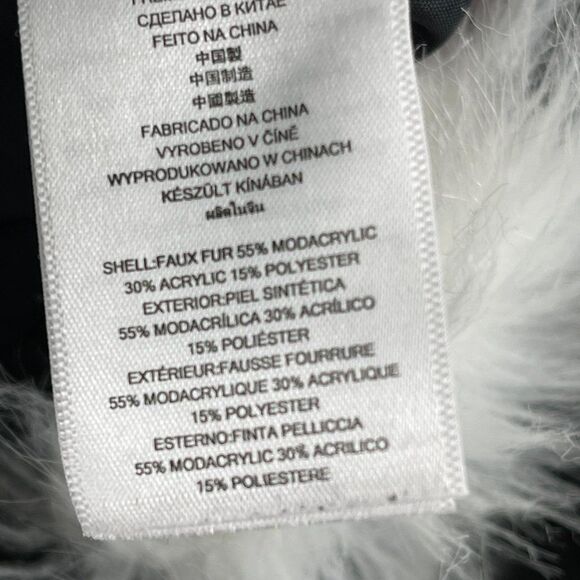 СДЕЛАНО В КИТАЕ
FEITO NA CHINA
中国製
中国制造
中國製造
FABRICADO NA CHINA
VYROBENO V ČÍNĚ
WYPRODUKOWANO W CHINACH
KÉSZÜLT KÍNÁBAN
ผลิตในจีน
SHELL:FAUX FUR 55% MODACRYLIC
30% ACRYLIC 15% POLYESTER
EXTERIOR:PIEL SINTÉTICA
55% MODACRÍLICA 30% ACRÍLICO
15% POLIÉSTER
EXTÉRIEUR:FAUSSE FOURRURE
55% MODACRYLIQUE 30% ACRYLIQUE
15% POLYESTER
ESTERNO:FINTA PELLICCIA
55% MODACRYLIC 30% ACRILICO
15% POLIESTERE